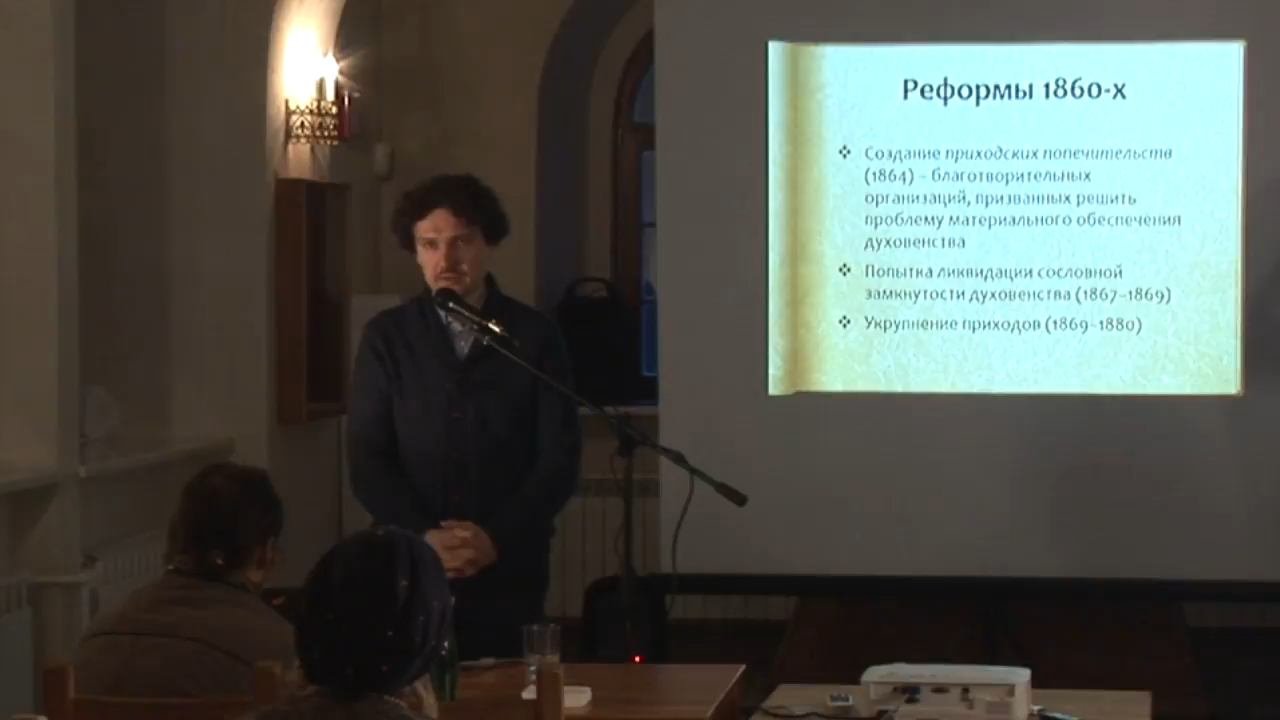 Реформы 1860-х
❖ Создание приходских попечительств
(1864) – благотворительных
организаций, призванных решить
проблему материального обеспечения
духовенства
❖ Попытка ликвидации сословной
замкнутости духовенства (1867–1869)
❖ Укрупнение приходов (1869–1880)